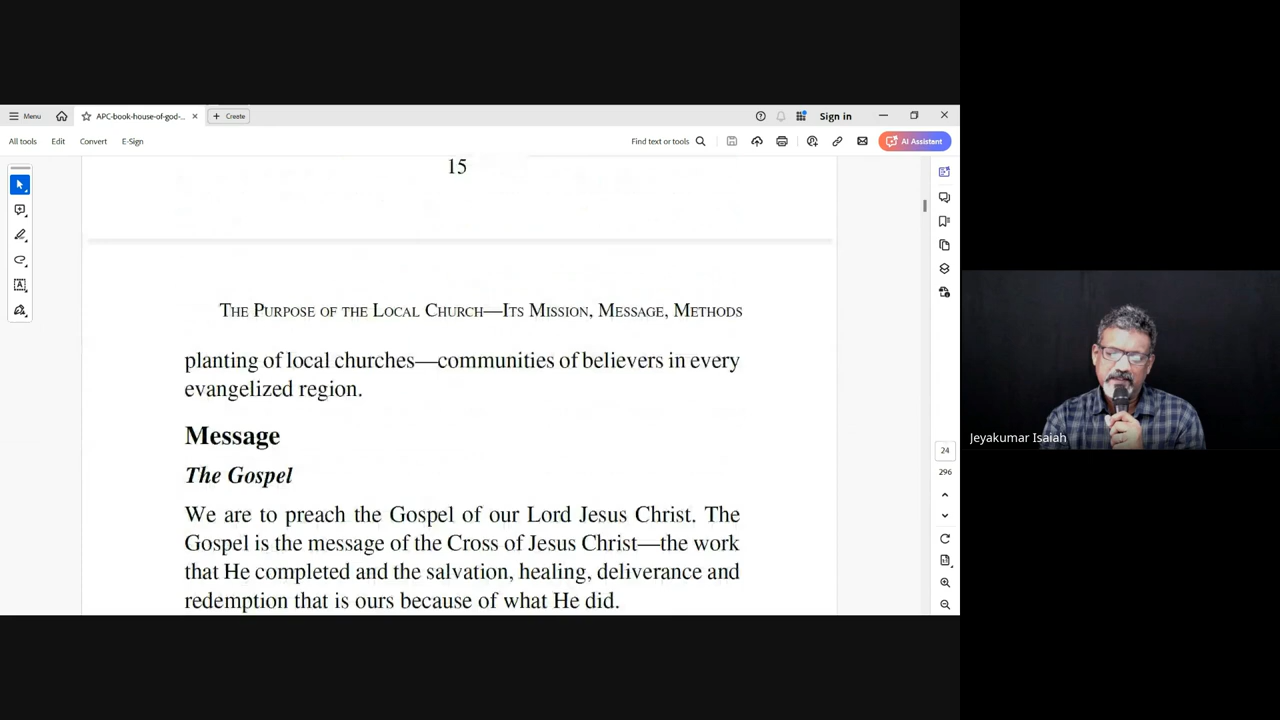 Menu
APC-book-house-of-god-...
Create
Sign in
All tools
Edit
Convert
E-Sign
Find text or tools
AI Assistant
15
The Purpose of the Local Church—Its Mission, Message, Methods
planting of local churches—communities of believers in every
evangelized region.
Message
The Gospel
We are to preach the Gospel of our Lord Jesus Christ. The
Gospel is the message of the Cross of Jesus Christ—the work
that He completed and the salvation, healing, deliverance and
redemption that is ours because of what He did.
24
296
Jeyakumar Isaiah